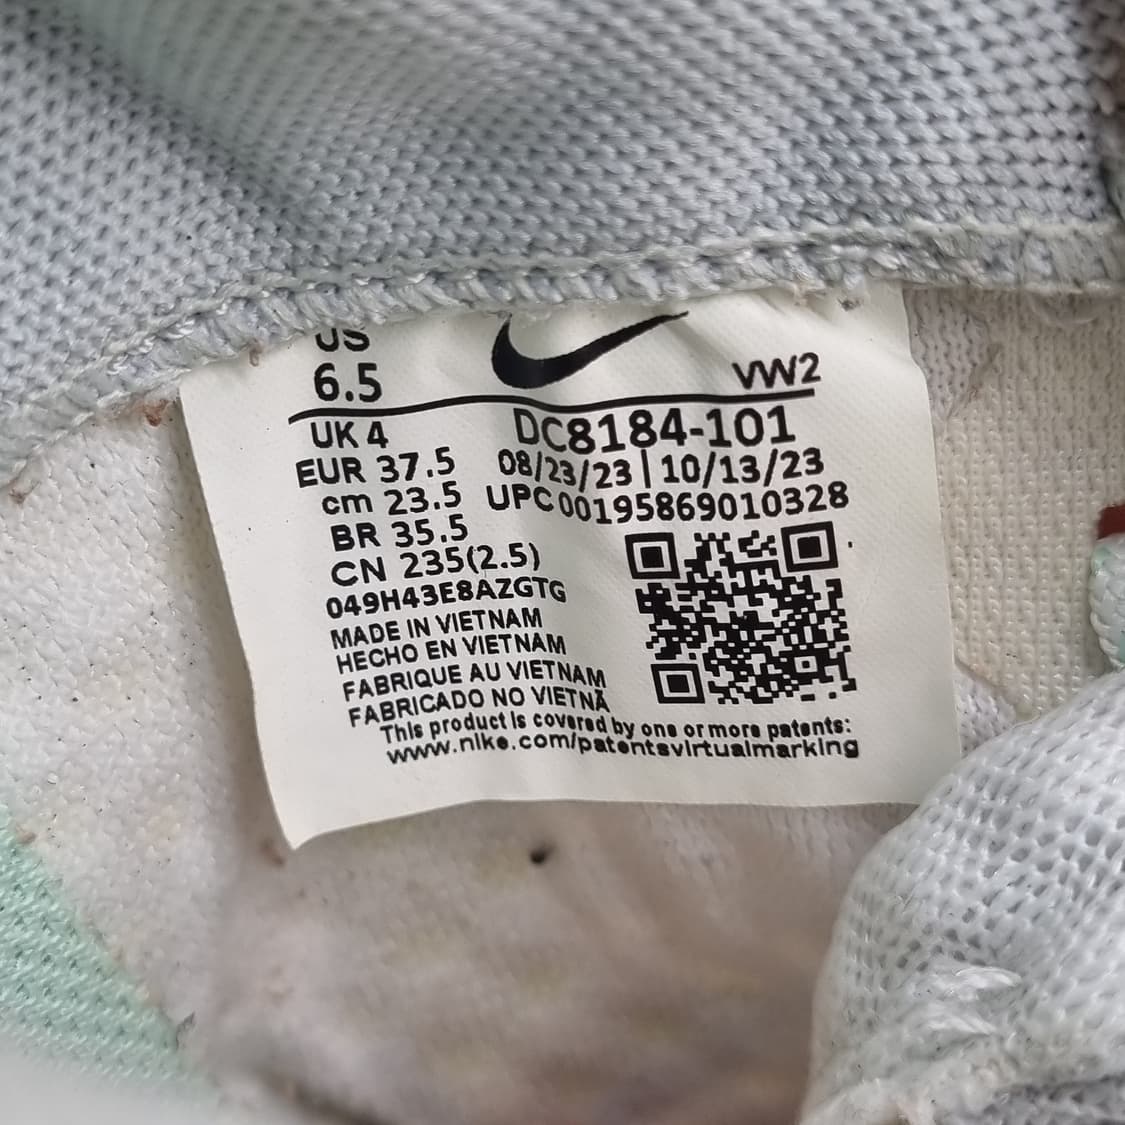 US
6.5
VW2
UK 4
DC8184-101
EUR 37.5
08/23/23 | 10/13/23
cm 23.5
UPC 00195869010328
BR 35.5
CN 235(2.5)
049H43E8AZGTG
MADE IN VIETNAM
HECHO EN VIETNAM
FABRIQUE AU VIETNAM
FABRICADO NO VIETNÃ
This product is covered by one or more patents:
www.nike.com/patentsvirtualmarking